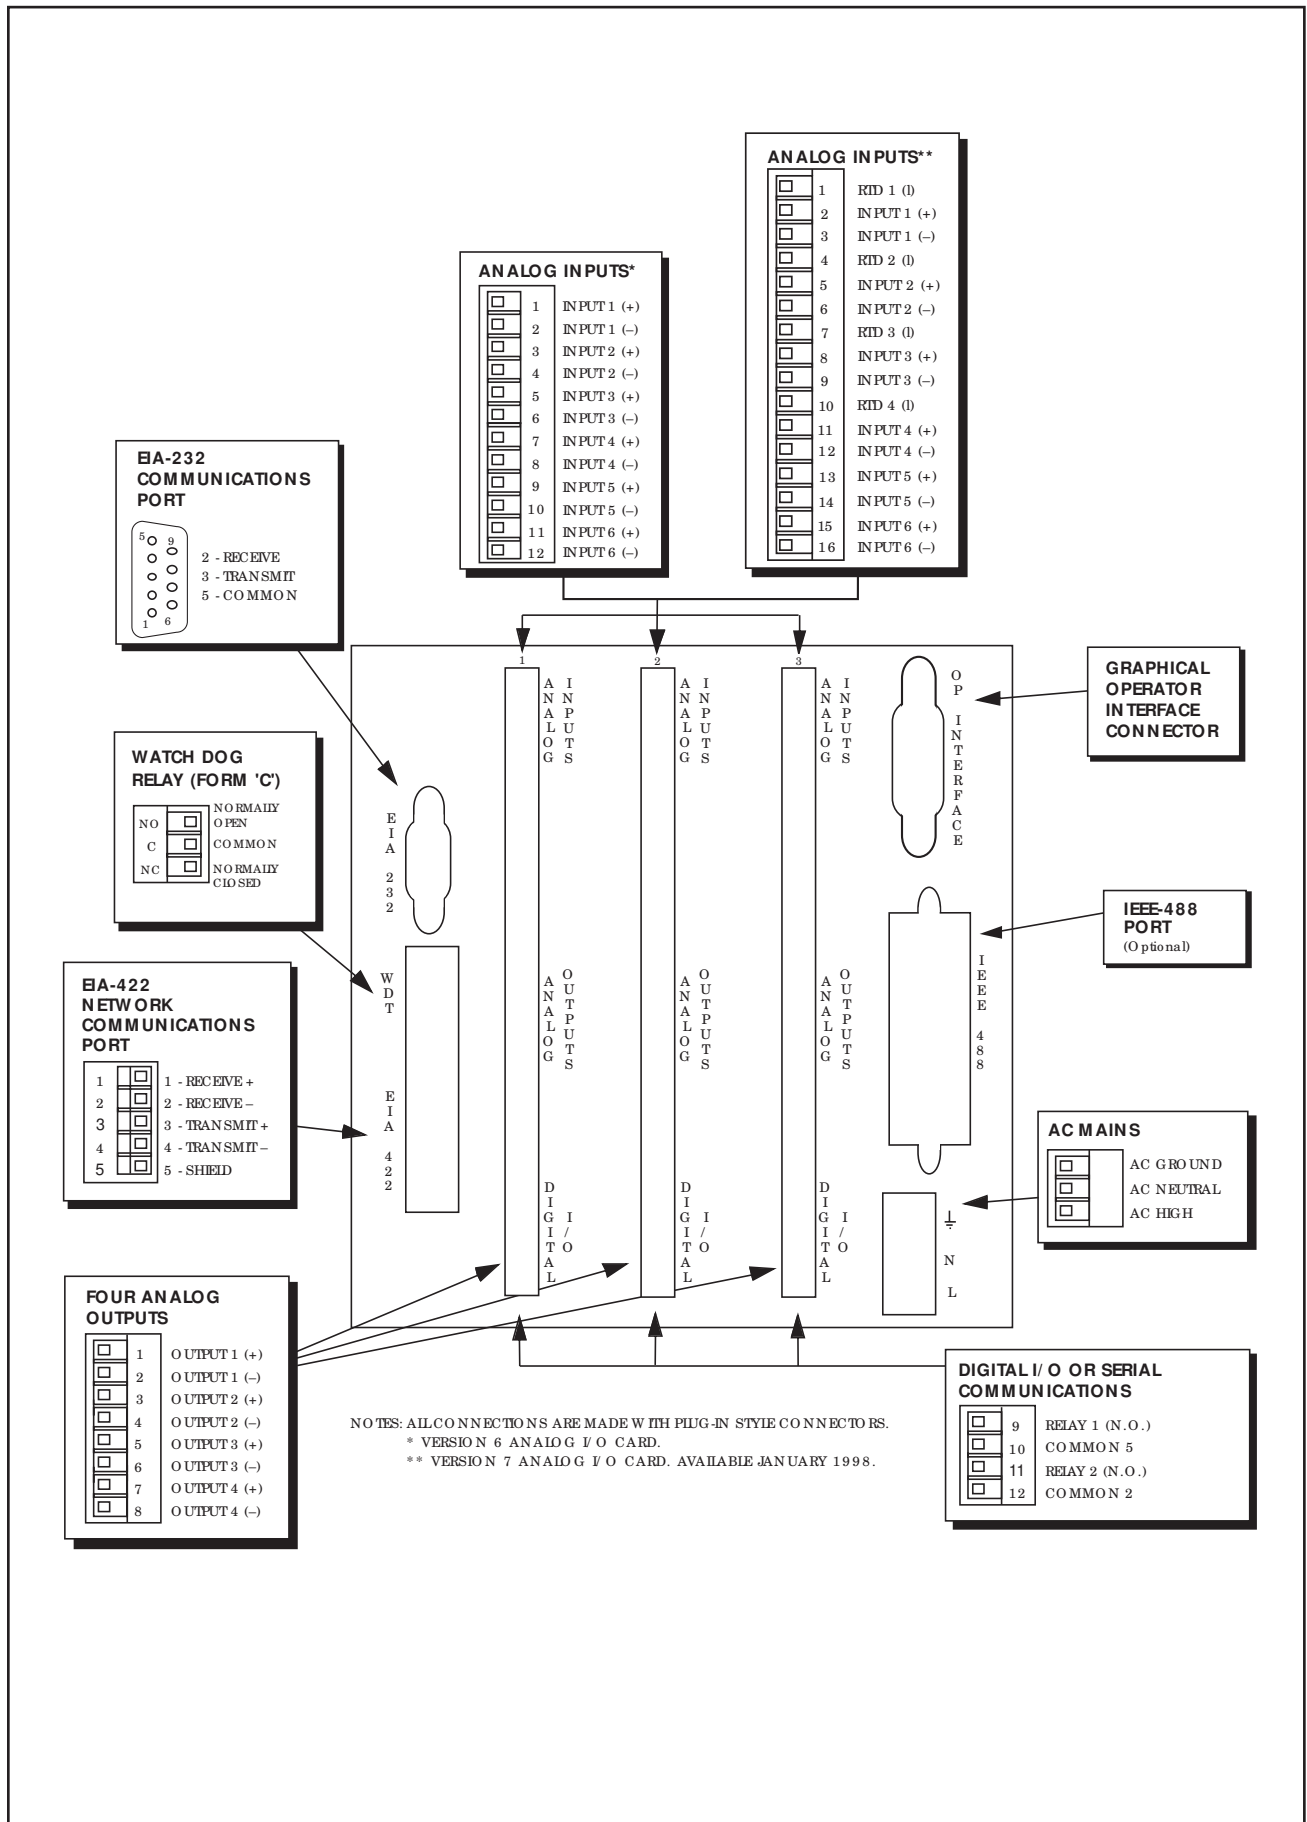 ANALOG INPUTS**
1 RTD 1 (I)
2 INPUT 1 (+)
3 INPUT 1 (–)
4 RTD 2 (I)
5 INPUT 2 (+)
6 INPUT 2 (–)
7 RTD 3 (I)
8 INPUT 3 (+)
9 INPUT 3 (–)
10 RTD 4 (I)
11 INPUT 4 (+)
12 INPUT 4 (–)
13 INPUT 5 (+)
14 INPUT 5 (–)
15 INPUT 6 (+)
16 INPUT 6 (–)
ANALOG INPUTS*
1 INPUT 1 (+)
2 INPUT 1 (–)
3 INPUT 2 (+)
4 INPUT 2 (–)
5 INPUT 3 (+)
6 INPUT 3 (–)
7 INPUT 4 (+)
8 INPUT 4 (–)
9 INPUT 5 (+)
10 INPUT 5 (–)
11 INPUT 6 (+)
12 INPUT 6 (–)
EIA-232
COMMUNICATIONS
PORT
5 9
1 6
2 - RECEIVE
3 - TRANSMIT
5 - COMMON
WATCH DOG
RELAY (FORM 'C')
NO NORMALLY
OPEN
C COMMON
NC NORMALLY
CLOSED
EIA-422
NETWORK
COMMUNICATIONS
PORT
1 1 - RECEIVE +
2 2 - RECEIVE –
3 3 - TRANSMIT +
4 4 - TRANSMIT –
5 5 - SHIELD
FOUR ANALOG
OUTPUTS
1 OUTPUT 1 (+)
2 OUTPUT 1 (–)
3 OUTPUT 2 (+)
4 OUTPUT 2 (–)
5 OUTPUT 3 (+)
6 OUTPUT 3 (–)
7 OUTPUT 4 (+)
8 OUTPUT 4 (–)
EIA 232
WDT
EIA 422
1
ANALOG INPUTS
ANALOG OUTPUTS
DIGITAL I/O
2
ANALOG INPUTS
ANALOG OUTPUTS
DIGITAL I/O
3
ANALOG INPUTS
ANALOG OUTPUTS
DIGITAL I/O
OP INTERFACE
IEEE 488
N
L
GRAPHICAL
OPERATOR
INTERFACE
CONNECTOR
IEEE-488
PORT
(Optional)
AC MAINS
AC GROUND
AC NEUTRAL
AC HIGH
DIGITAL I/O OR SERIAL
COMMUNICATIONS
9 RELAY 1 (N.O.)
10 COMMON 5
11 RELAY 2 (N.O.)
12 COMMON 2
NOTES: ALL CONNECTIONS ARE MADE WITH PLUG-IN STYLE CONNECTORS.
* VERSION 6 ANALOG I/O CARD.
** VERSION 7 ANALOG I/O CARD. AVAILABLE JANUARY 1998.